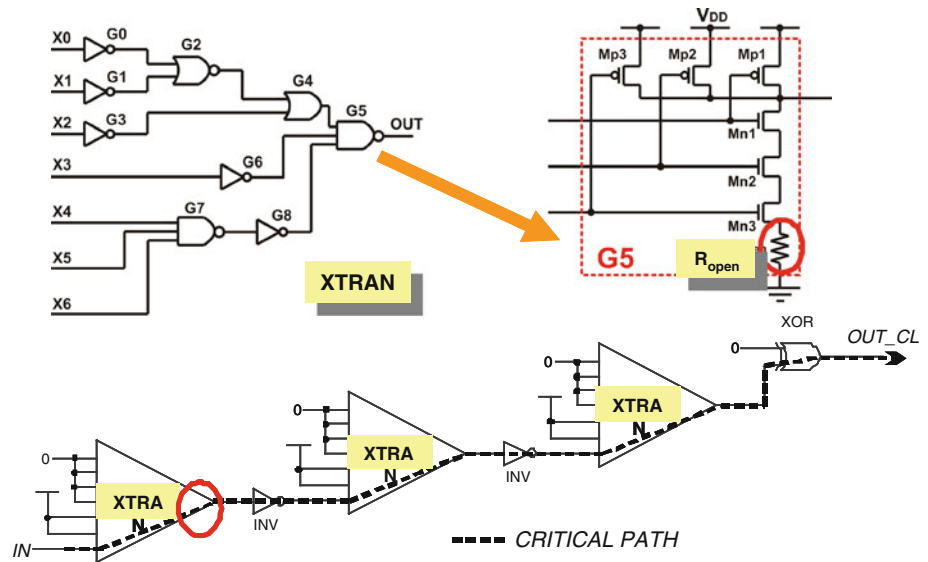 X0
G0
G2
X1
G1
G4
G5
X2
G3
OUT
X3
G6
X4
G7
G8
X5
X6
XTRAN
VDD
Mp3
Mp2
Mp1
Mn1
Mn2
Mn3
G5
Ropen
XOR
0
OUT_CL
0
XTRA
N
0
XTRA
N
INV
0
XTRA
N
INV
IN
CRITICAL PATH